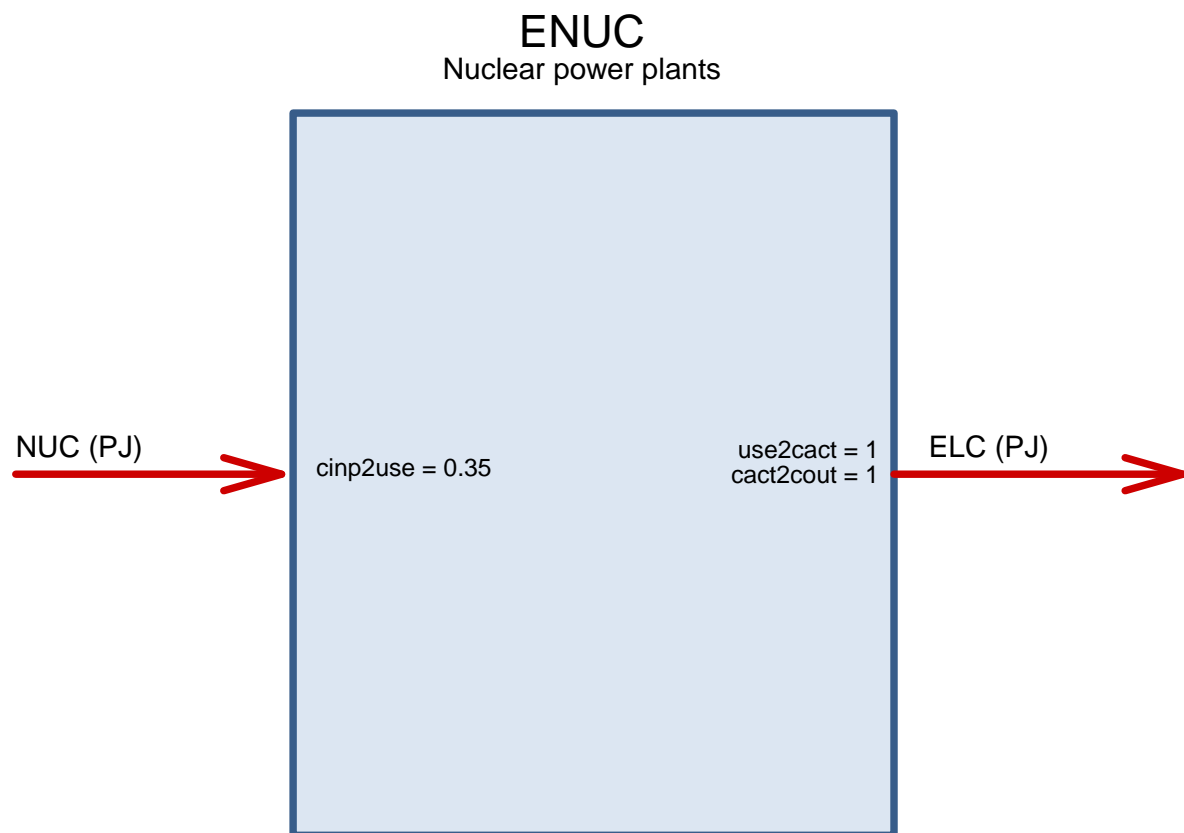 ENUC
Nuclear power plants
NUC (PJ)
cinp2use = 0.35
use2cact = 1
cact2cout = 1
ELC (PJ)